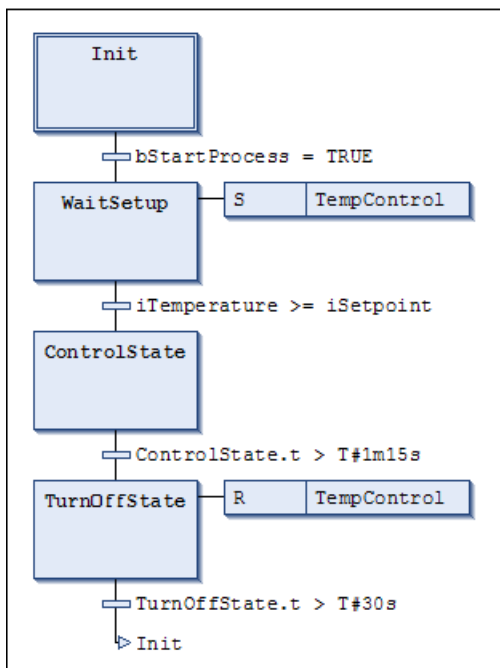 Init
bStartProcess = TRUE
WaitSetup
S
TempControl
iTemperature >= iSetpoint
ControlState
ControlState.t > T#1m15s
TurnOffState
R
TempControl
TurnOffState.t > T#30s
Init